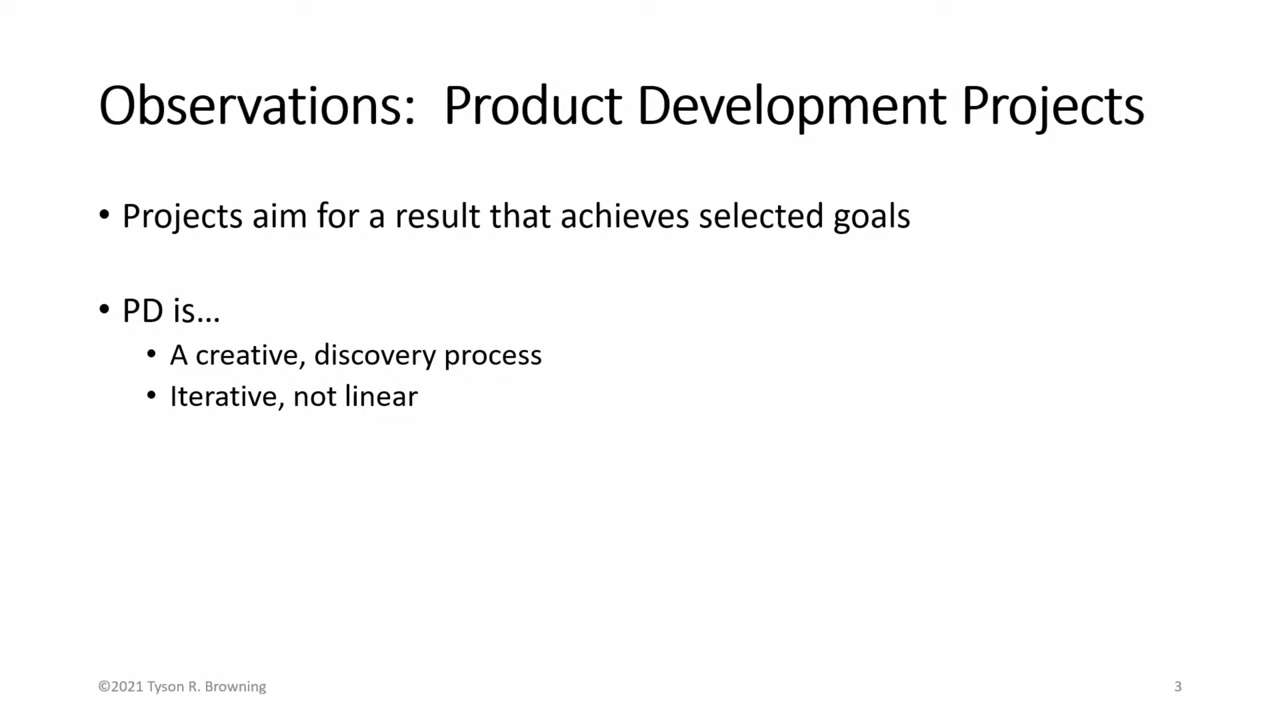 Observations:  Product Development Projects
• Projects aim for a result that achieves selected goals
• PD is…
• A creative, discovery process
• Iterative, not linear
©2021 Tyson R. Browning
3